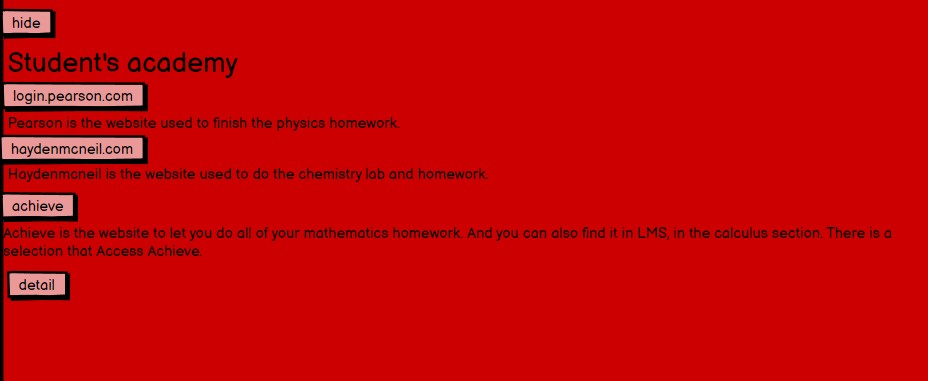 hide
Student's academy
login.pearson.com
Pearson is the website used to finish the physics homework.
haydenmcneil.com
Haydenmcneil is the website used to do the chemistry lab and homework.
achieve
Achieve is the website to let you do all of your mathematics homework. And you can also find it in LMS, in the calculus section. There is a
selection that Access Achieve.
detail